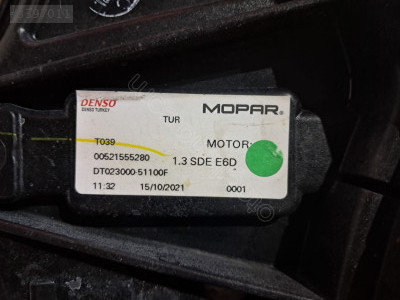 DENSO MOPAR
DENSO TURKEY
TUR
T039 MOTOR:
00521555280 1.3 SDE E6D
DT023000-51100F
11:32 15/10/2021 0001